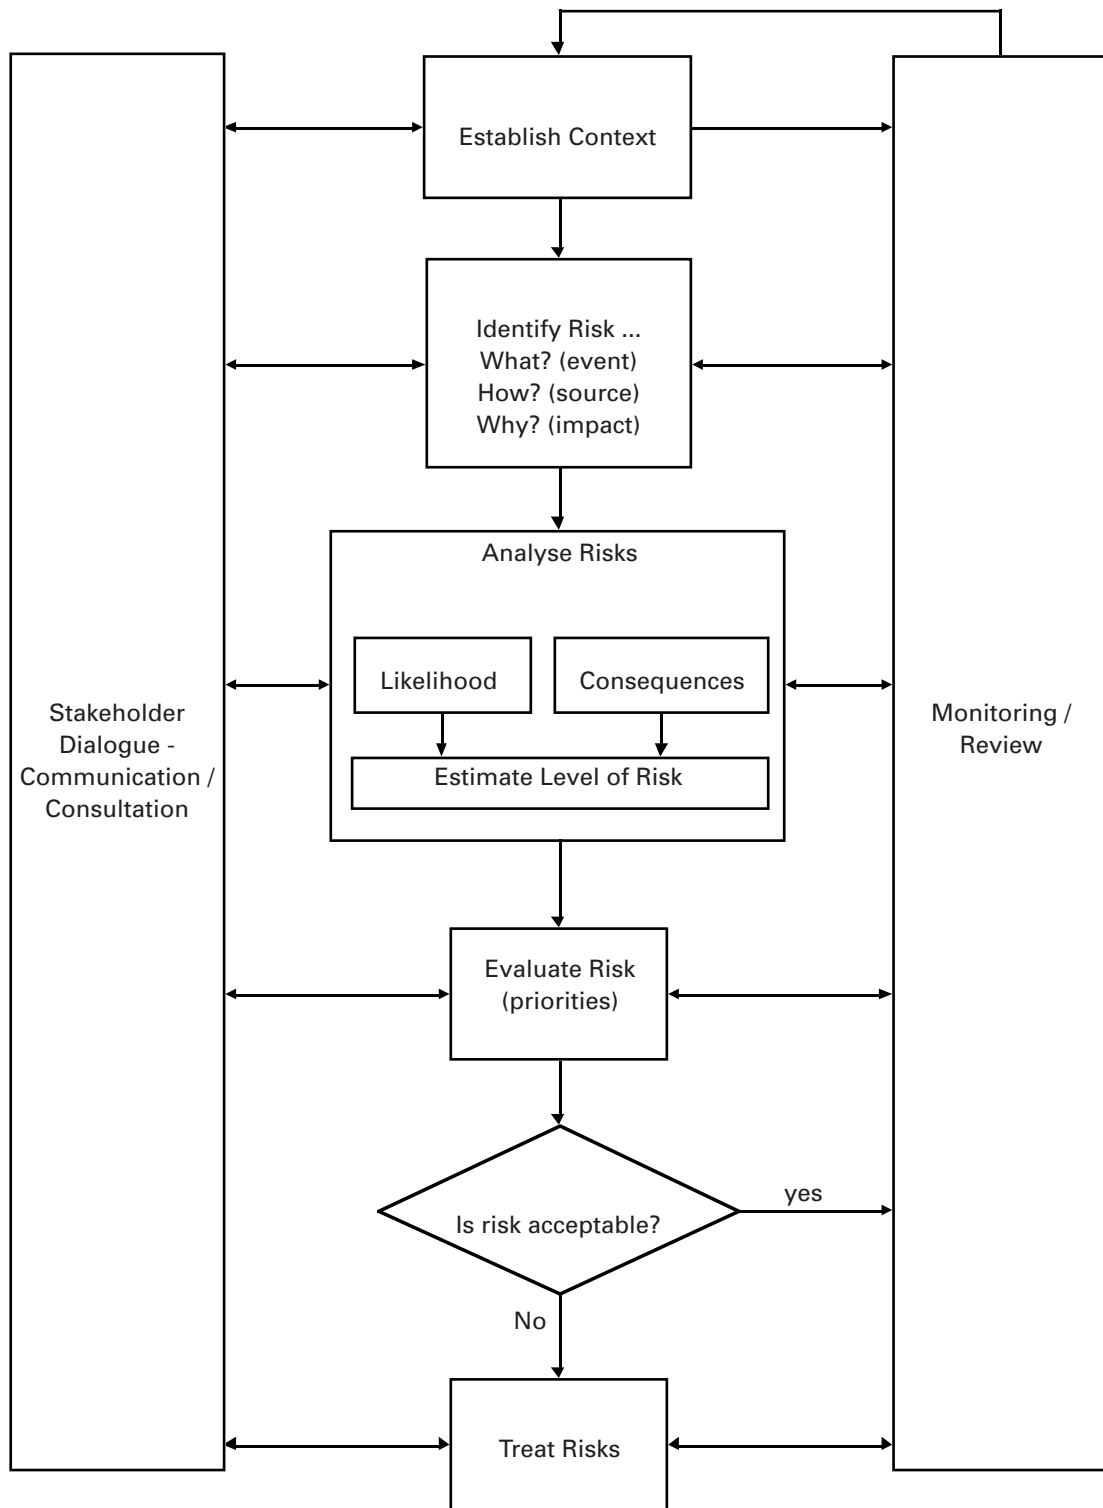 Establish Context
Identify Risk ...
What? (event)
How? (source)
Why? (impact)
Analyse Risks
Likelihood
Consequences
Estimate Level of Risk
Stakeholder
Dialogue -
Communication /
Consultation
Monitoring /
Review
Evaluate Risk
(priorities)
Is risk acceptable?
yes
No
Treat Risks